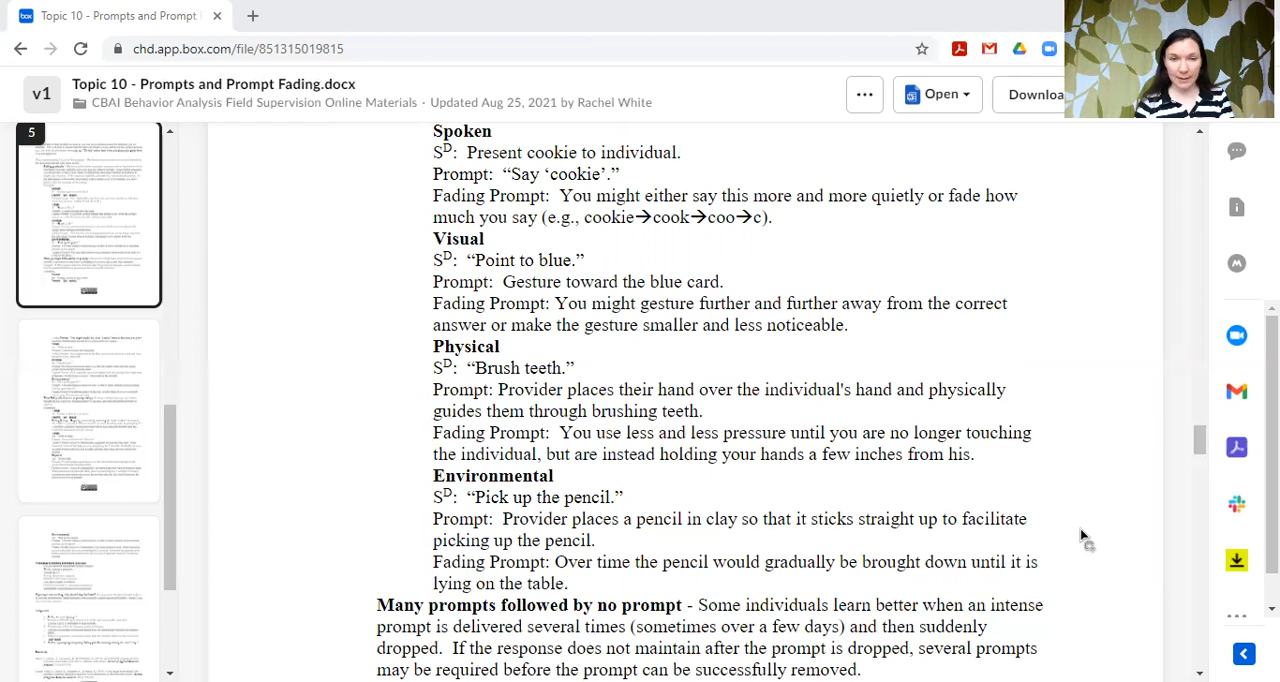 box Topic 10 - Prompts and Prompt
chd.app.box.com/file/851315019815
v1
Topic 10 - Prompts and Prompt Fading.docx
CBAI Behavior Analysis Field Supervision Online Materials · Updated Aug 25, 2021 by Rachel White
Open
Downloa
5
Spoken
SD: Present cookie to individual.
Prompt: “Say ‘cookie’.”
Fading Prompt: You might either say this more and more quietly or fade how
much you say (e.g., cookie→cook→coo→c).
Visual
SD: “Point to blue.”
Prompt: Gesture toward the blue card.
Fading Prompt: You might gesture further and further away from the correct
answer or make the gesture smaller and less noticeable.
Physical
SD: “Brush teeth.”
Prompt: Provider places their hand over the individual's hand and physically
guides him through brushing teeth.
Fading Prompt: Provide less and less pressure until you are no longer touching
the individual, but are instead holding your hands a few inches from his.
Environmental
SD: “Pick up the pencil.”
Prompt: Provider places a pencil in clay so that it sticks straight up to facilitate
picking up the pencil.
Fading Prompt: Over time the pencil would gradually be brought down until it is
lying on a table.
Many prompts followed by no prompt - Some individuals learn better when an intense
prompt is delivered several times (sometimes over several days) and then suddenly
dropped. If the response does not maintain after the prompt is dropped, several prompts
may be required before the prompt can be successfully removed.